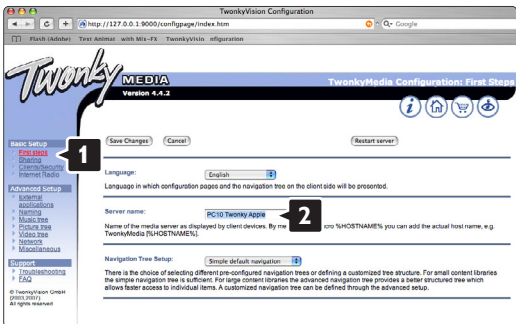 TwonkyVision Configuration
http://127.0.0.1:9000/configpage/index.htm
Google
Flash (Adobe) Text Animat...with Mix-FX TwonkyVisio...nfiguration
Twonky
MEDIA
Version 4.4.2
TwonkyMedia Configuration: First Steps
Basic Setup
First steps
Sharing
Clients/Security
Internet Radio
1
Advanced Setup
External
applications
Naming
Music tree
Picture tree
Video tree
Network
Miscellaneous
Support
Troubleshooting
FAQ
© TwonkyVision GmbH
(2003,2007)
All rights reserved
Save Changes Cancel Restart server
Language: English
Language in which configuration pages and the navigation tree on the client side will be presented.
Server name: PC10 Twonky Apple
2
Name of the media server as displayed by client devices. By me cro %HOSTNAME% you can add the actual host name, e.g.
TwonkyMedia [%HOSTNAME%].
Navigation Tree Setup: Simple default navigation
There is the choice of selecting different pre-configured navigation trees or defining a customized tree structure. For small content libraries
the simple navigation tree is sufficient. For large content libraries the advanced navigation tree provides a better structured tree which
allows faster access to individual items. A customized navigation tree can be defined through the advanced setup.